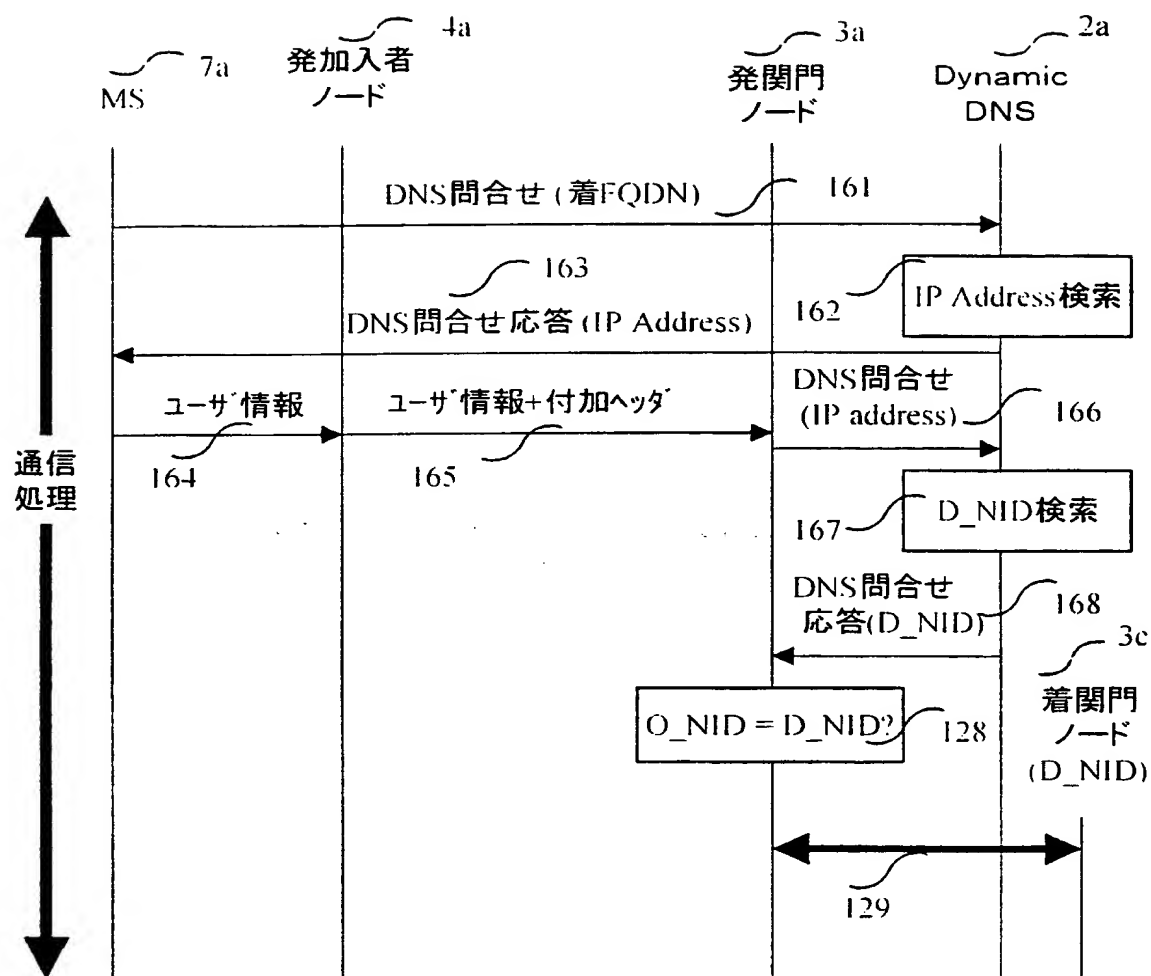 7a
MS
4a
発加入者
ノード
3a
発関門
ノード
2a
Dynamic
DNS
DNS問合せ (着FQDN)
161
IP Address検索
162
163
DNS問合せ応答 (IP Address)
ユーザ情報
164
ユーザ情報+付加ヘッダ
165
DNS問合せ
(IP address)
166
通信
処理
D_NID検索
167
DNS問合せ
応答(D_NID)
168
3c
着関門
ノード
(D_NID)
O_NID = D_NID?
128
129